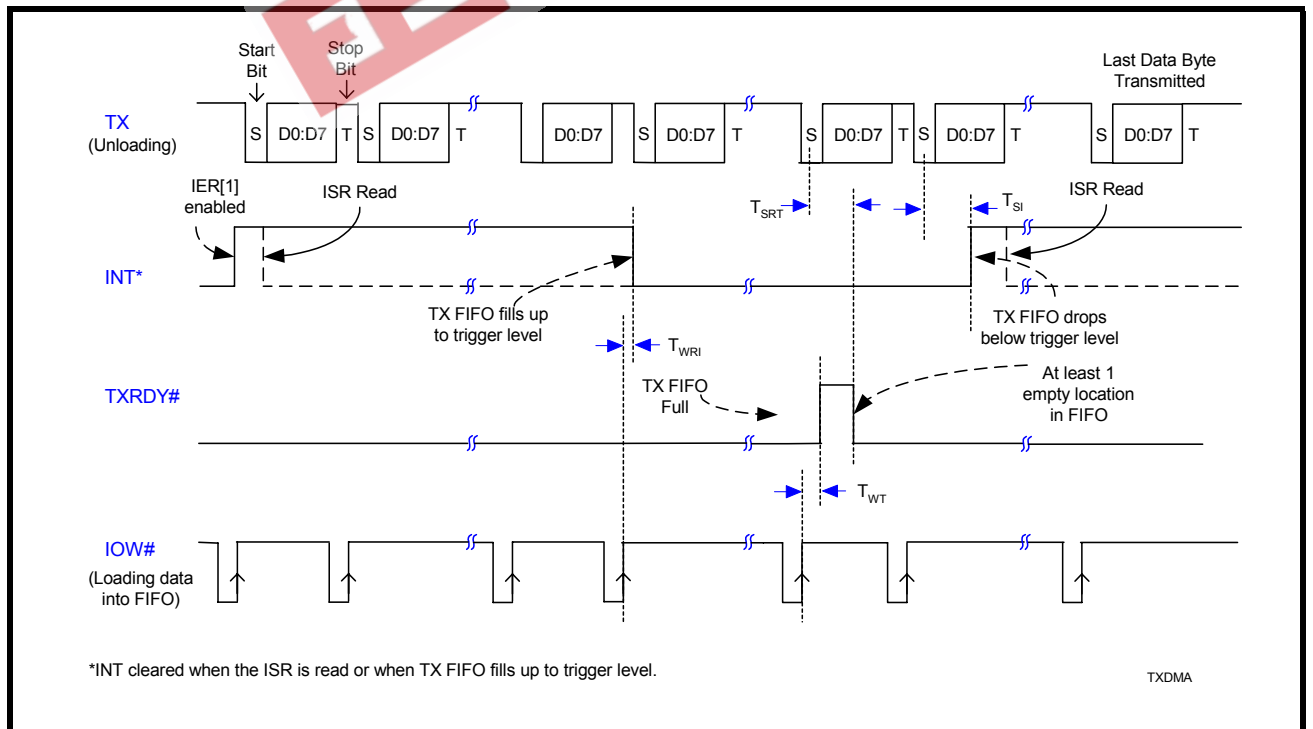 Start
Bit
Stop
Bit
Last Data Byte
Transmitted
TX
(Unloading)
S D0:D7 T S D0:D7 T D0:D7 S D0:D7 T S D0:D7 T S D0:D7 T S D0:D7 T
IER[1]
enabled
ISR Read
TSRT
TSI
ISR Read
INT*
TX FIFO fills up
to trigger level
TX FIFO drops
below trigger level
TWRI
TXRDY#
TX FIFO
Full
At least 1
empty location
in FIFO
TWT
IOW#
(Loading data
into FIFO)
*INT cleared when the ISR is read or when TX FIFO fills up to trigger level.
TXDMA